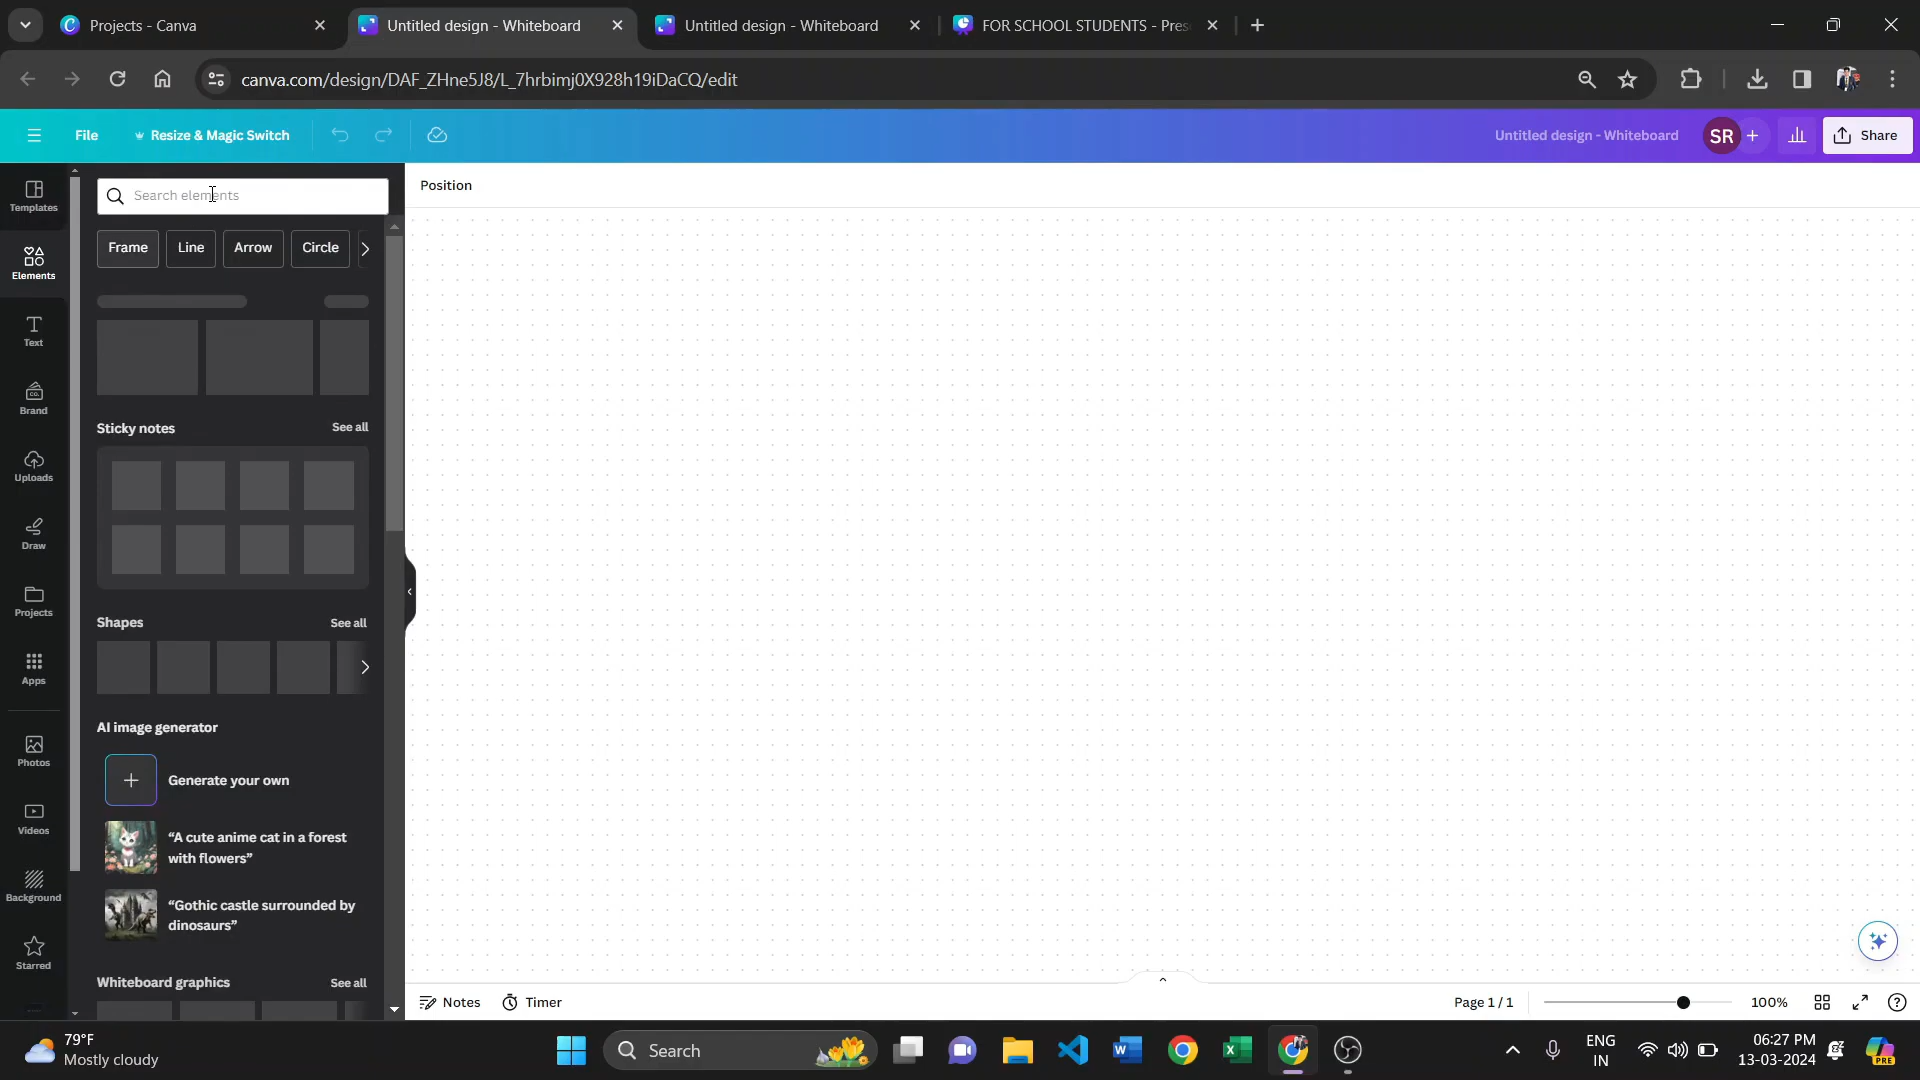 Projects - Canva
Untitled design - Whiteboard
Untitled design - Whiteboard
FOR SCHOOL STUDENTS - Pres
canva.com/design/DAF_ZHne5J8/L_7hrbimj0X928h19iDaCQ/edit
File
Resize & Magic Switch
Untitled design - Whiteboard
SR
Share
Templates
Elements
Text
Brand
Uploads
Draw
Projects
Apps
Photos
Videos
Background
Starred
Search elements
Frame
Line
Arrow
Circle
Sticky notes
See all
Shapes
See all
AI image generator
Generate your own
“A cute anime cat in a forest
with flowers”
“Gothic castle surrounded by
dinosaurs”
Whiteboard graphics
See all
Position
Notes
Timer
Page 1 / 1
100%
79°F
Mostly cloudy
Search
ENG
IN
06:27 PM
13-03-2024
PRE